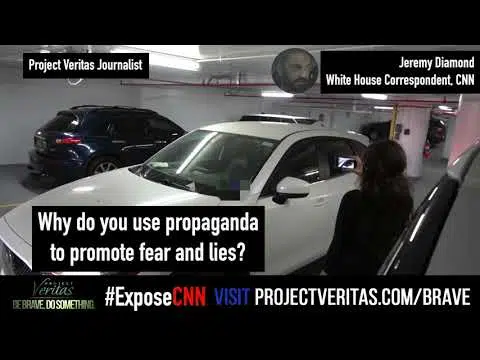 Project Veritas Journalist
Jeremy Diamond
White House Correspondent, CNN
Why do you use propaganda
to promote fear and lies?
PROJECT
Veritas
BE BRAVE. DO SOMETHING.
#ExposeCNN VISIT PROJECTVERITAS.COM/BRAVE